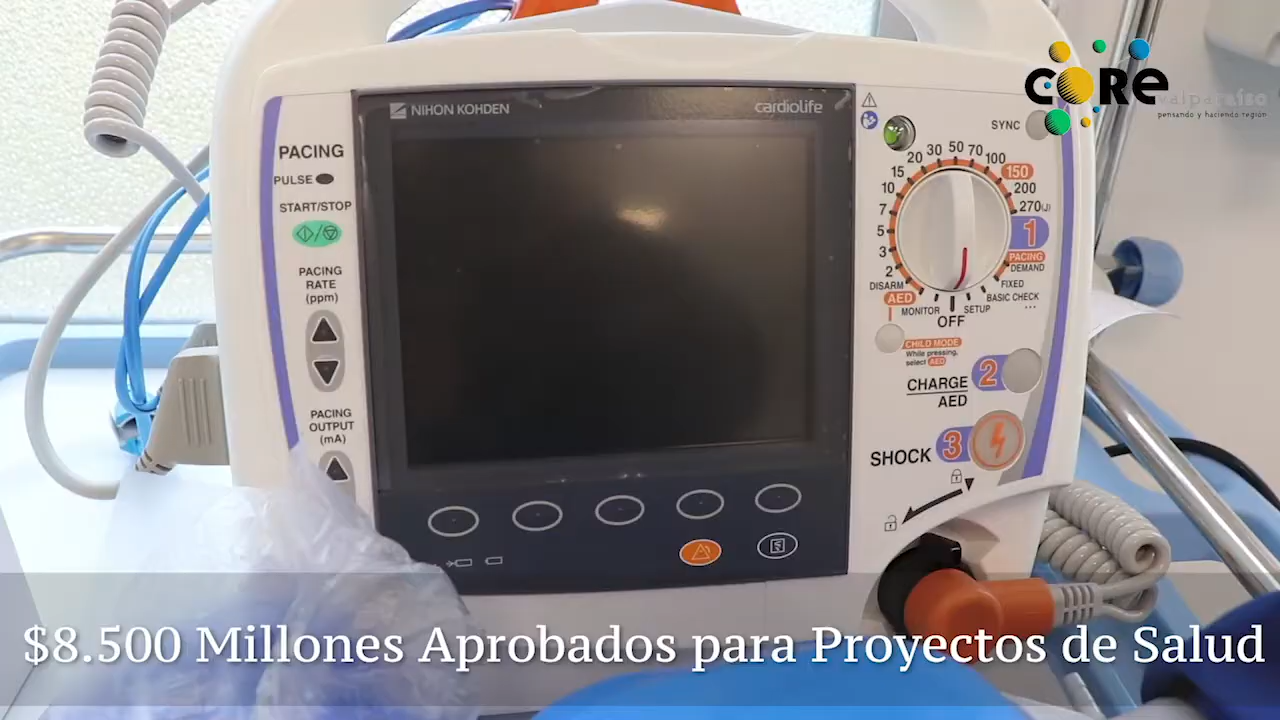 NIHON KOHDEN
cardiolife
CORE
valparaíso
pensando y haciendo región
PACING
PULSE
START/STOP
PACING
RATE
(ppm)
PACING
OUTPUT
(mA)
SYNC
2 3 5 7 10 15 20 30 50 70 100 150 200 270(J)
1
PACING
DEMAND
FIXED
BASIC CHECK
...
SETUP
OFF
MONITOR
AED
DISARM
CHILD MODE
While pressing,
select AED
CHARGE 2
AED
SHOCK 3
$8.500 Millones Aprobados para Proyectos de Salud